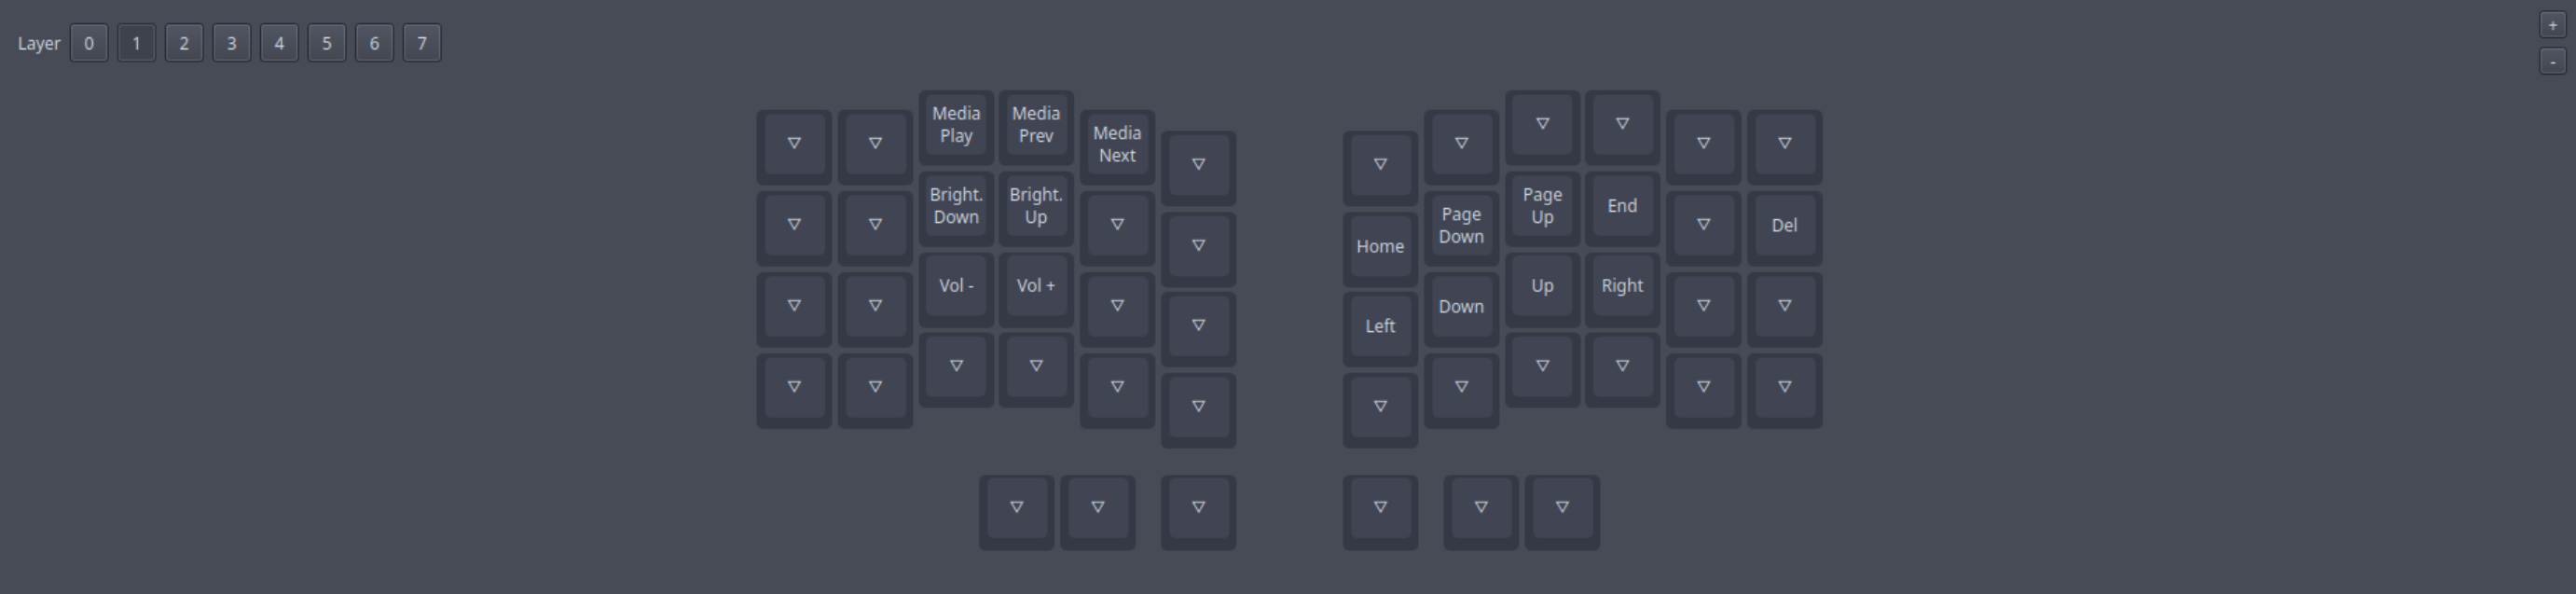 Layer 0 1 2 3 4 5 6 7
+
-
Media
Play
Media
Prev
Media
Next
Bright.
Down
Bright.
Up
Vol -
Vol +
Home
Page
Down
Page
Up
End
Del
Left
Down
Up
Right